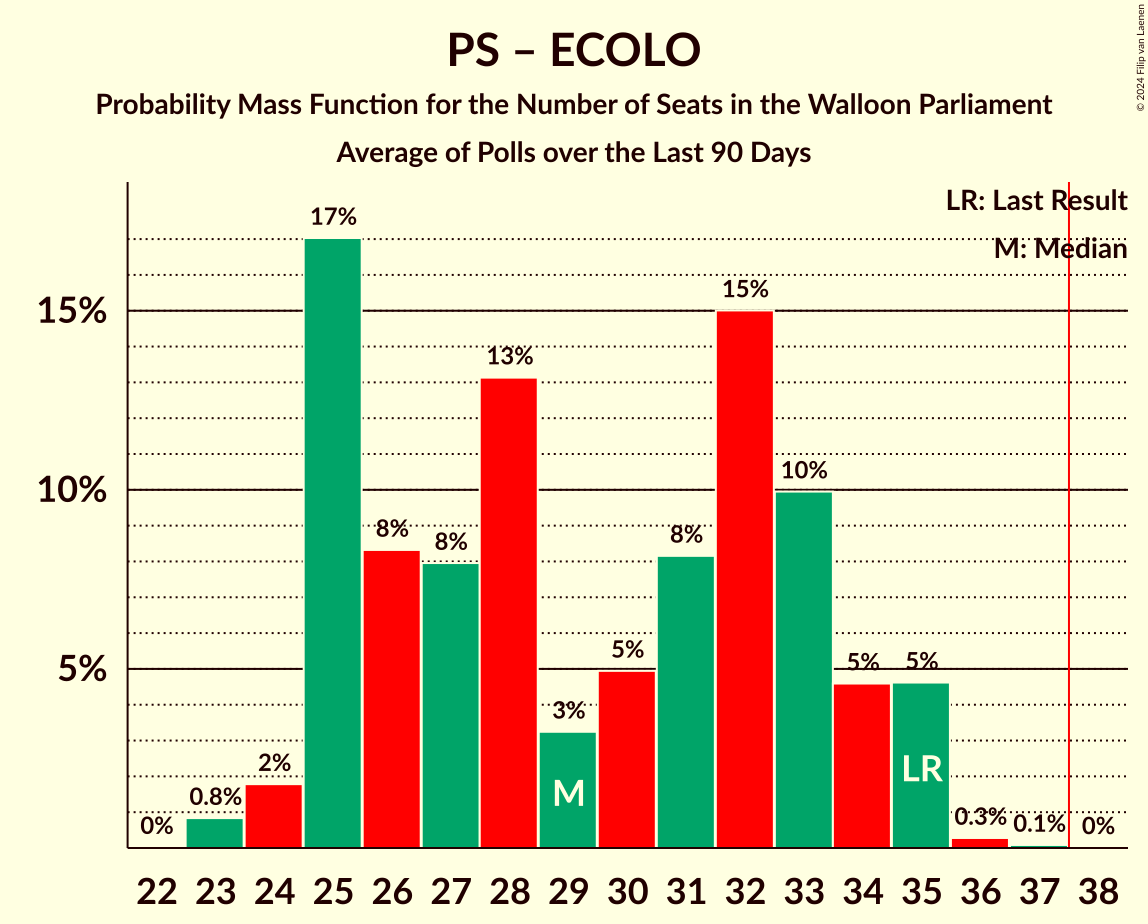 PS – ECOLO
Probability Mass Function for the Number of Seats in the Walloon Parliament
Average of Polls over the Last 90 Days
© 2024 Filip van Laenen
LR: Last Result
M: Median
15%
10%
5%
0%
0.8%
2%
17%
8%
8%
13%
3%
5%
8%
15%
10%
5%
5%
0.3%
0.1%
0%
M
LR
22 23 24 25 26 27 28 29 30 31 32 33 34 35 36 37 38